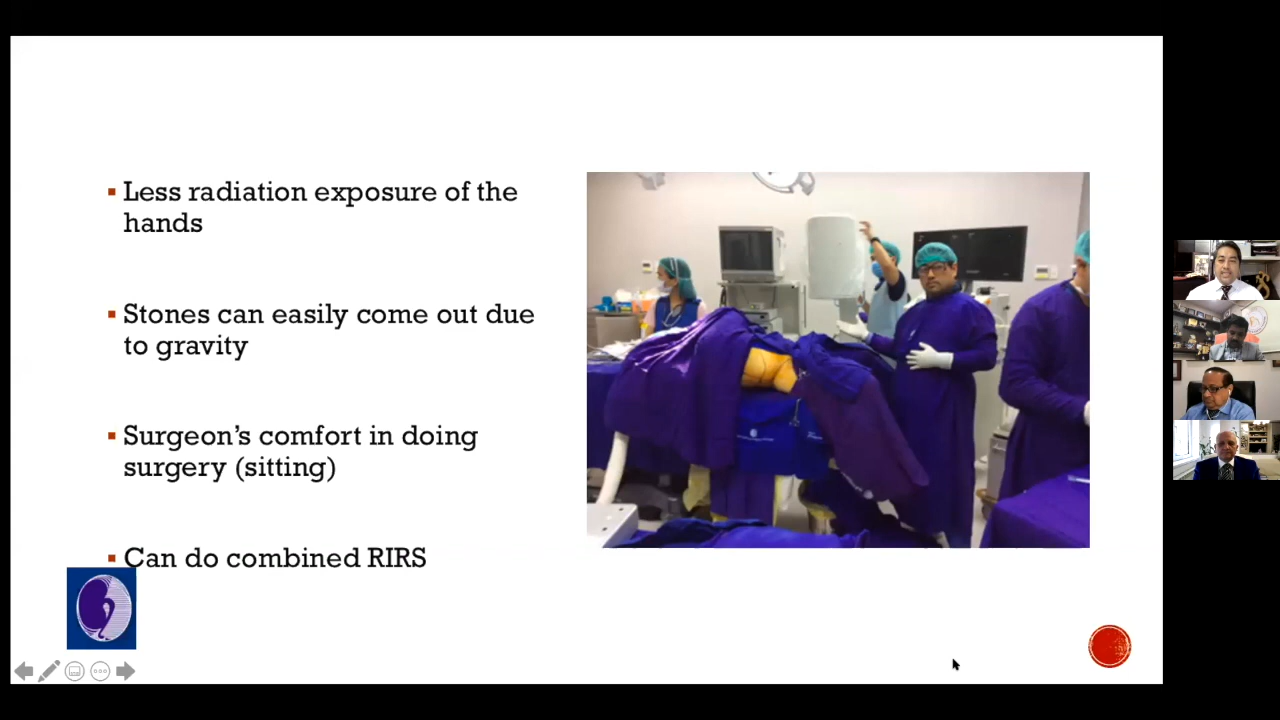 Less radiation exposure of the
hands
Stones can easily come out due
to gravity
Surgeon's comfort in doing
surgery (sitting)
Can do combined RIRS